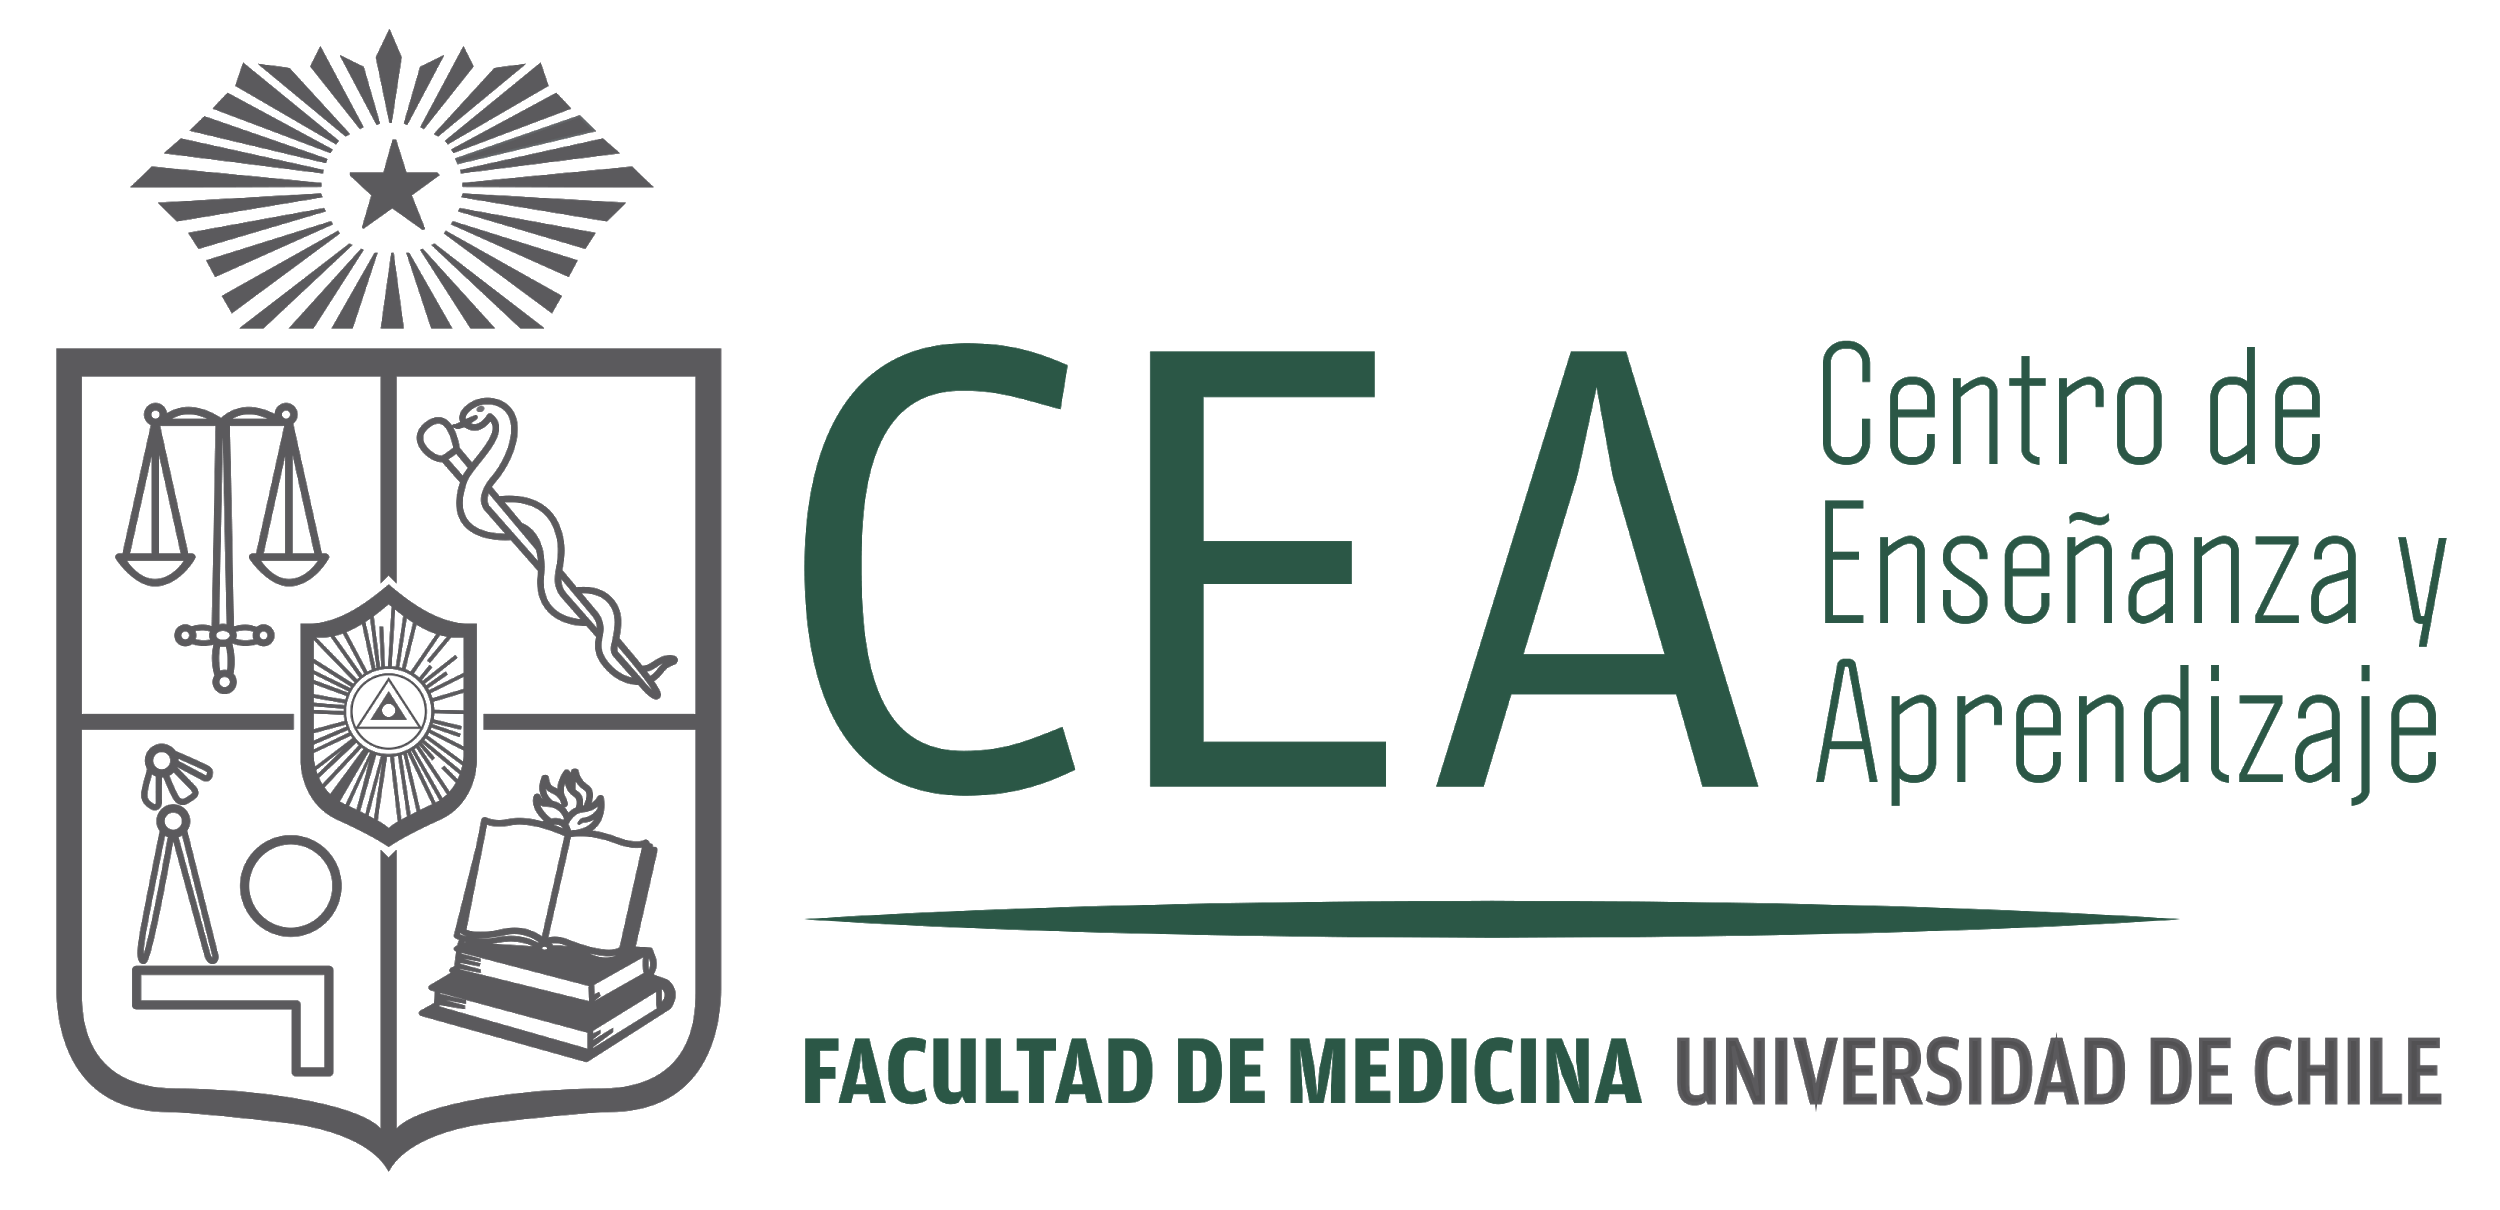 CEA
Centro de
Enseñanza y
Aprendizaje
FACULTAD DE MEDICINA UNIVERSIDAD DE CHILE